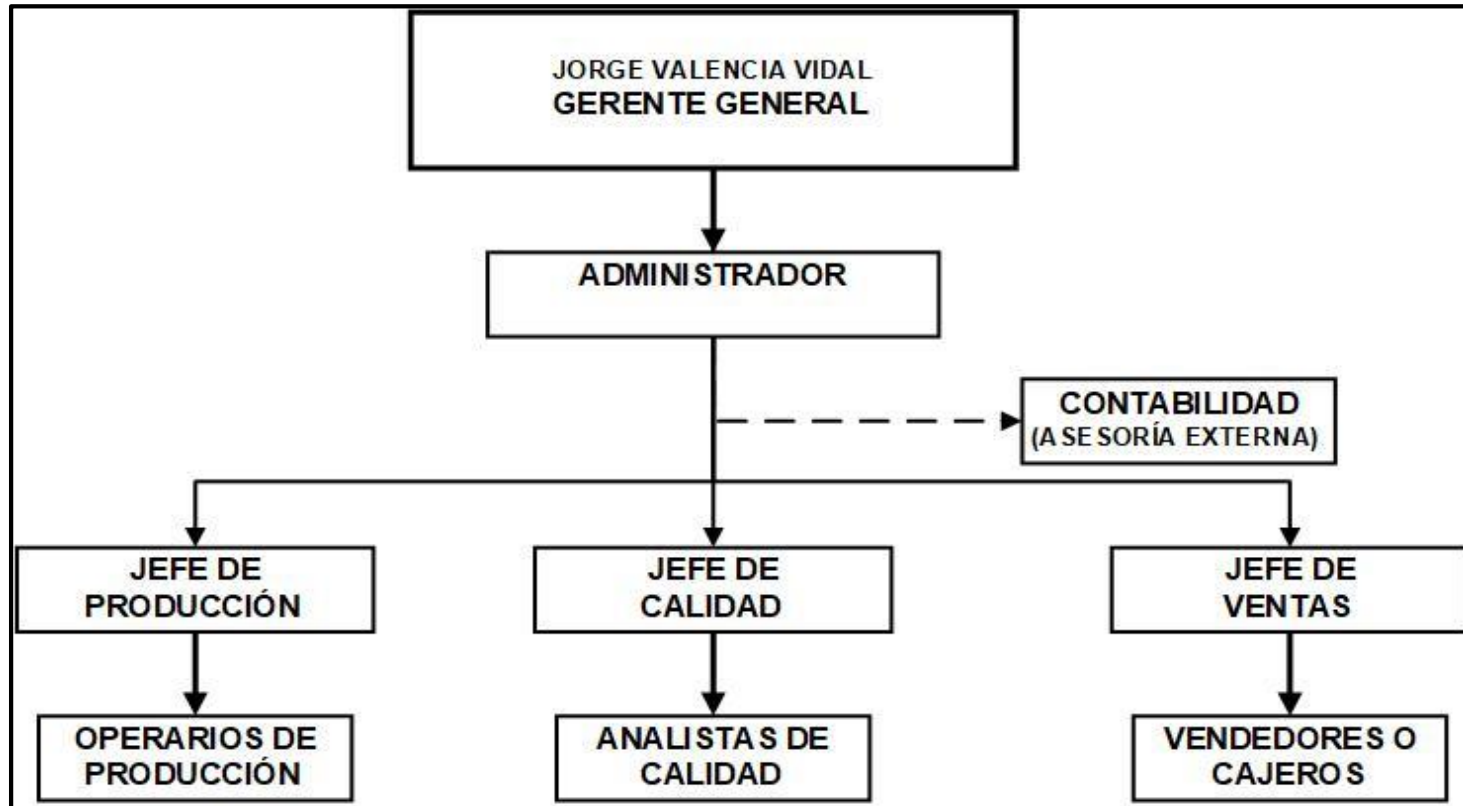 JORGE VALENCIA VIDAL
GERENTE GENERAL
ADMINISTRADOR
CONTABILIDAD
(ASESORÍA EXTERNA)
JEFE DE
PRODUCCIÓN
JEFE DE
CALIDAD
JEFE DE
VENTAS
OPERARIOS DE
PRODUCCIÓN
ANALISTAS DE
CALIDAD
VENDEDORES O
CAJEROS